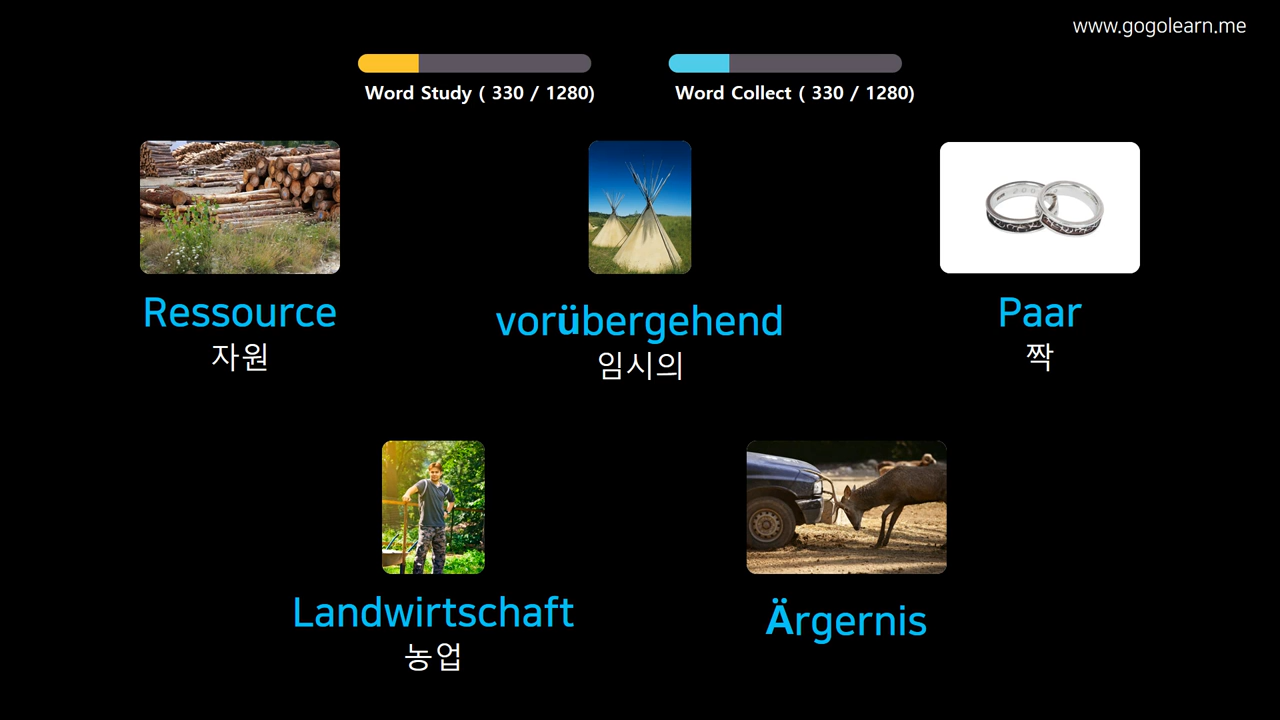 www.gogolearn.me
Word Study ( 330 / 1280)
Word Collect ( 330 / 1280)
Ressource
자원
vorübergehend
임시의
Paar
짝
Landwirtschaft
농업
Ärgernis